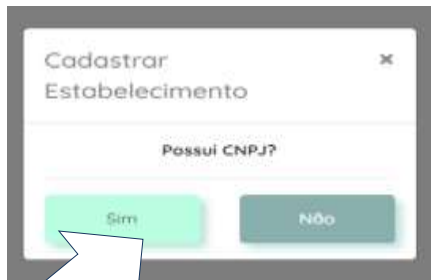 Cadastrar
Estabelecimento
×
Possui CNPJ?
Sim
Não